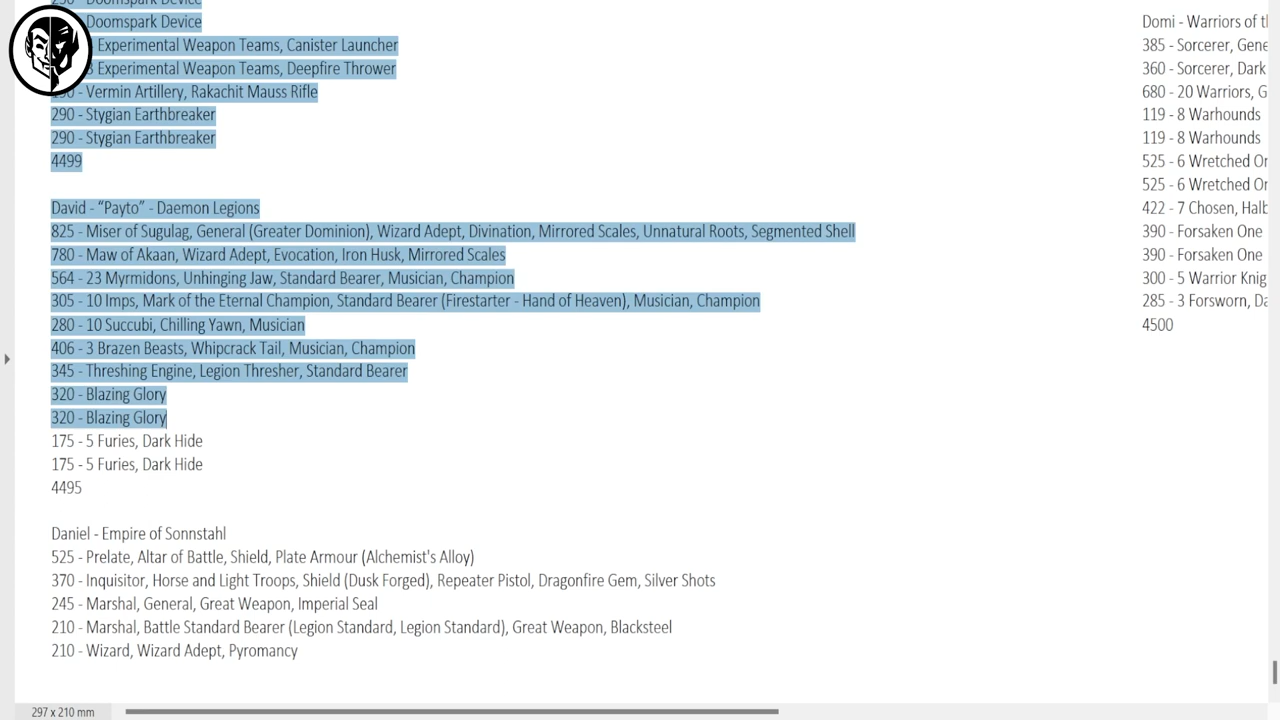 Doomspark Device
Doomspark Device
Experimental Weapon Teams, Canister Launcher
Experimental Weapon Teams, Deepfire Thrower
- Vermin Artillery, Rakachit Mauss Rifle
290 - Stygian Earthbreaker
290 - Stygian Earthbreaker
4499
David - “Payto” - Daemon Legions
825 - Miser of Sugulag, General (Greater Dominion), Wizard Adept, Divination, Mirrored Scales, Unnatural Roots, Segmented Shell
780 - Maw of Akaan, Wizard Adept, Evocation, Iron Husk, Mirrored Scales
564 - 23 Myrmidons, Unhinging Jaw, Standard Bearer, Musician, Champion
305 - 10 Imps, Mark of the Eternal Champion, Standard Bearer (Firestarter - Hand of Heaven), Musician, Champion
280 - 10 Succubi, Chilling Yawn, Musician
406 - 3 Brazen Beasts, Whipcrack Tail, Musician, Champion
345 - Threshing Engine, Legion Thresher, Standard Bearer
320 - Blazing Glory
320 - Blazing Glory
175 - 5 Furies, Dark Hide
175 - 5 Furies, Dark Hide
4495
Daniel - Empire of Sonnstahl
525 - Prelate, Altar of Battle, Shield, Plate Armour (Alchemist's Alloy)
370 - Inquisitor, Horse and Light Troops, Shield (Dusk Forged), Repeater Pistol, Dragonfire Gem, Silver Shots
245 - Marshal, General, Great Weapon, Imperial Seal
210 - Marshal, Battle Standard Bearer (Legion Standard, Legion Standard), Great Weapon, Blacksteel
210 - Wizard, Wizard Adept, Pyromancy
Domi - Warriors of t
385 - Sorcerer, Gene
360 - Sorcerer, Dark
680 - 20 Warriors, G
119 - 8 Warhounds
119 - 8 Warhounds
525 - 6 Wretched Or
525 - 6 Wretched Or
422 - 7 Chosen, Halb
390 - Forsaken One
390 - Forsaken One
300 - 5 Warrior Knig
285 - 3 Forsworn, Da
4500
297 x 210 mm